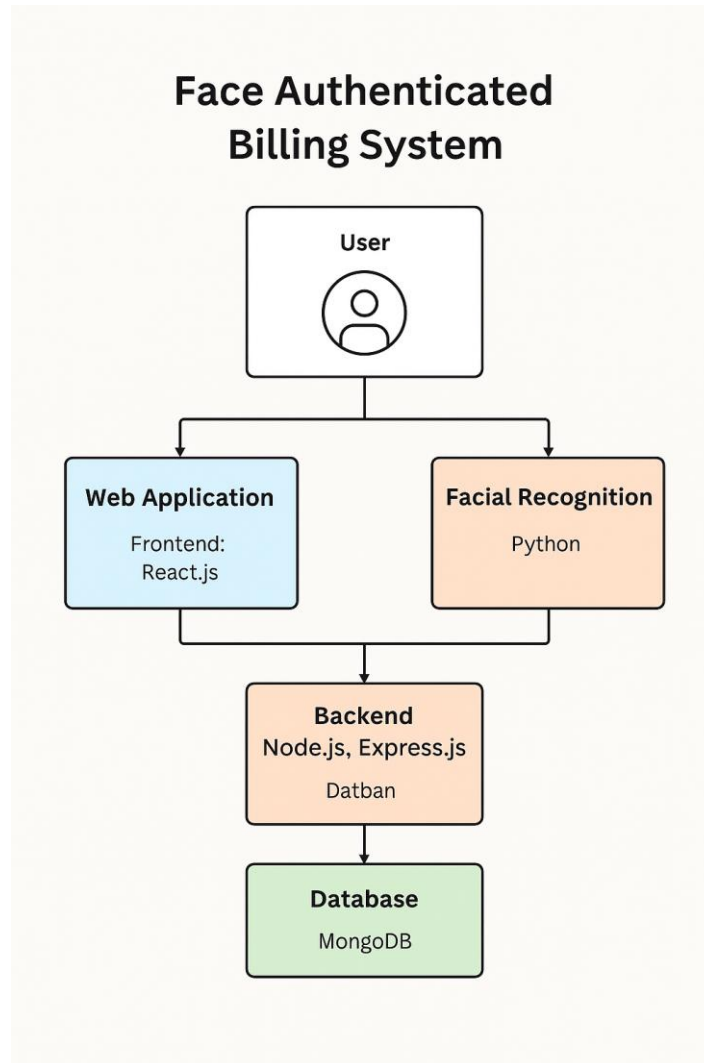 Face Authenticated
Billing System
User
Web Application
Frontend:
React.js
Facial Recognition
Python
Backend
Node.js, Express.js
Datban
Database
MongoDB